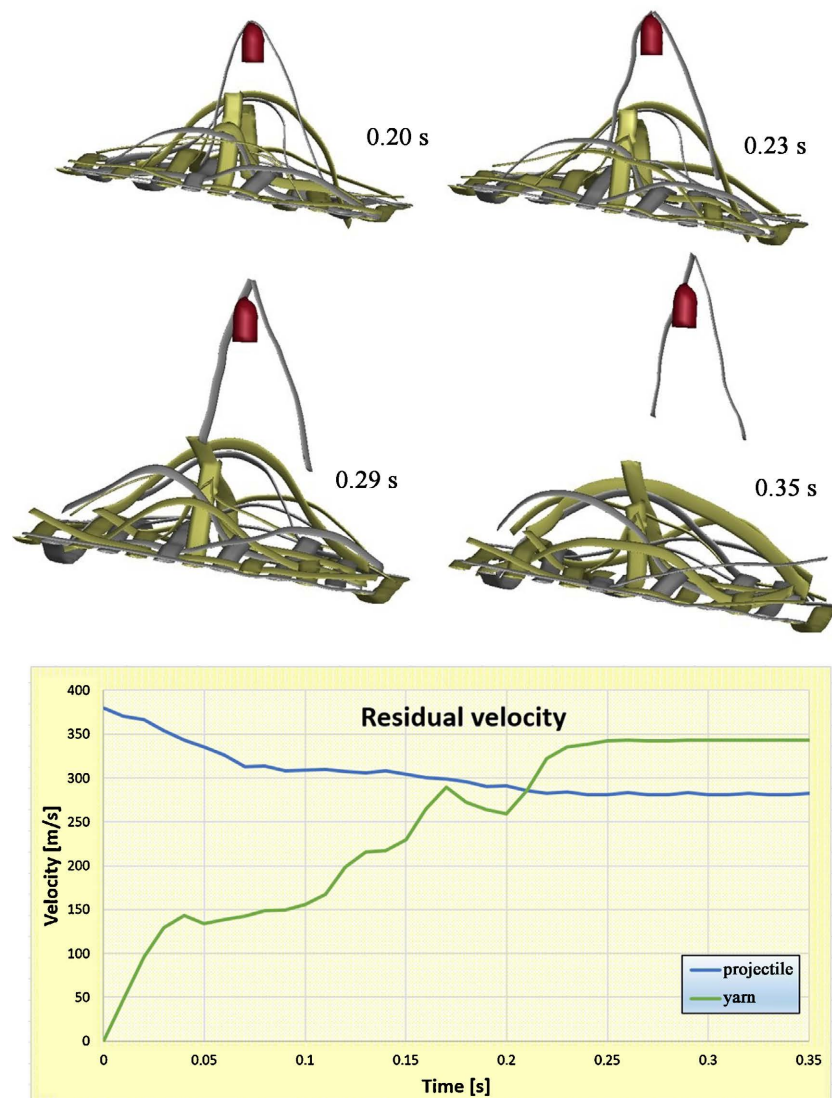 0.20 s
0.23 s
0.29 s
0.35 s
Residual velocity
400
350
300
250
200
150
100
50
0
Velocity [m/s]
projectile
yarn
0 0.05 0.1 0.15 0.2 0.25 0.3 0.35
Time [s]